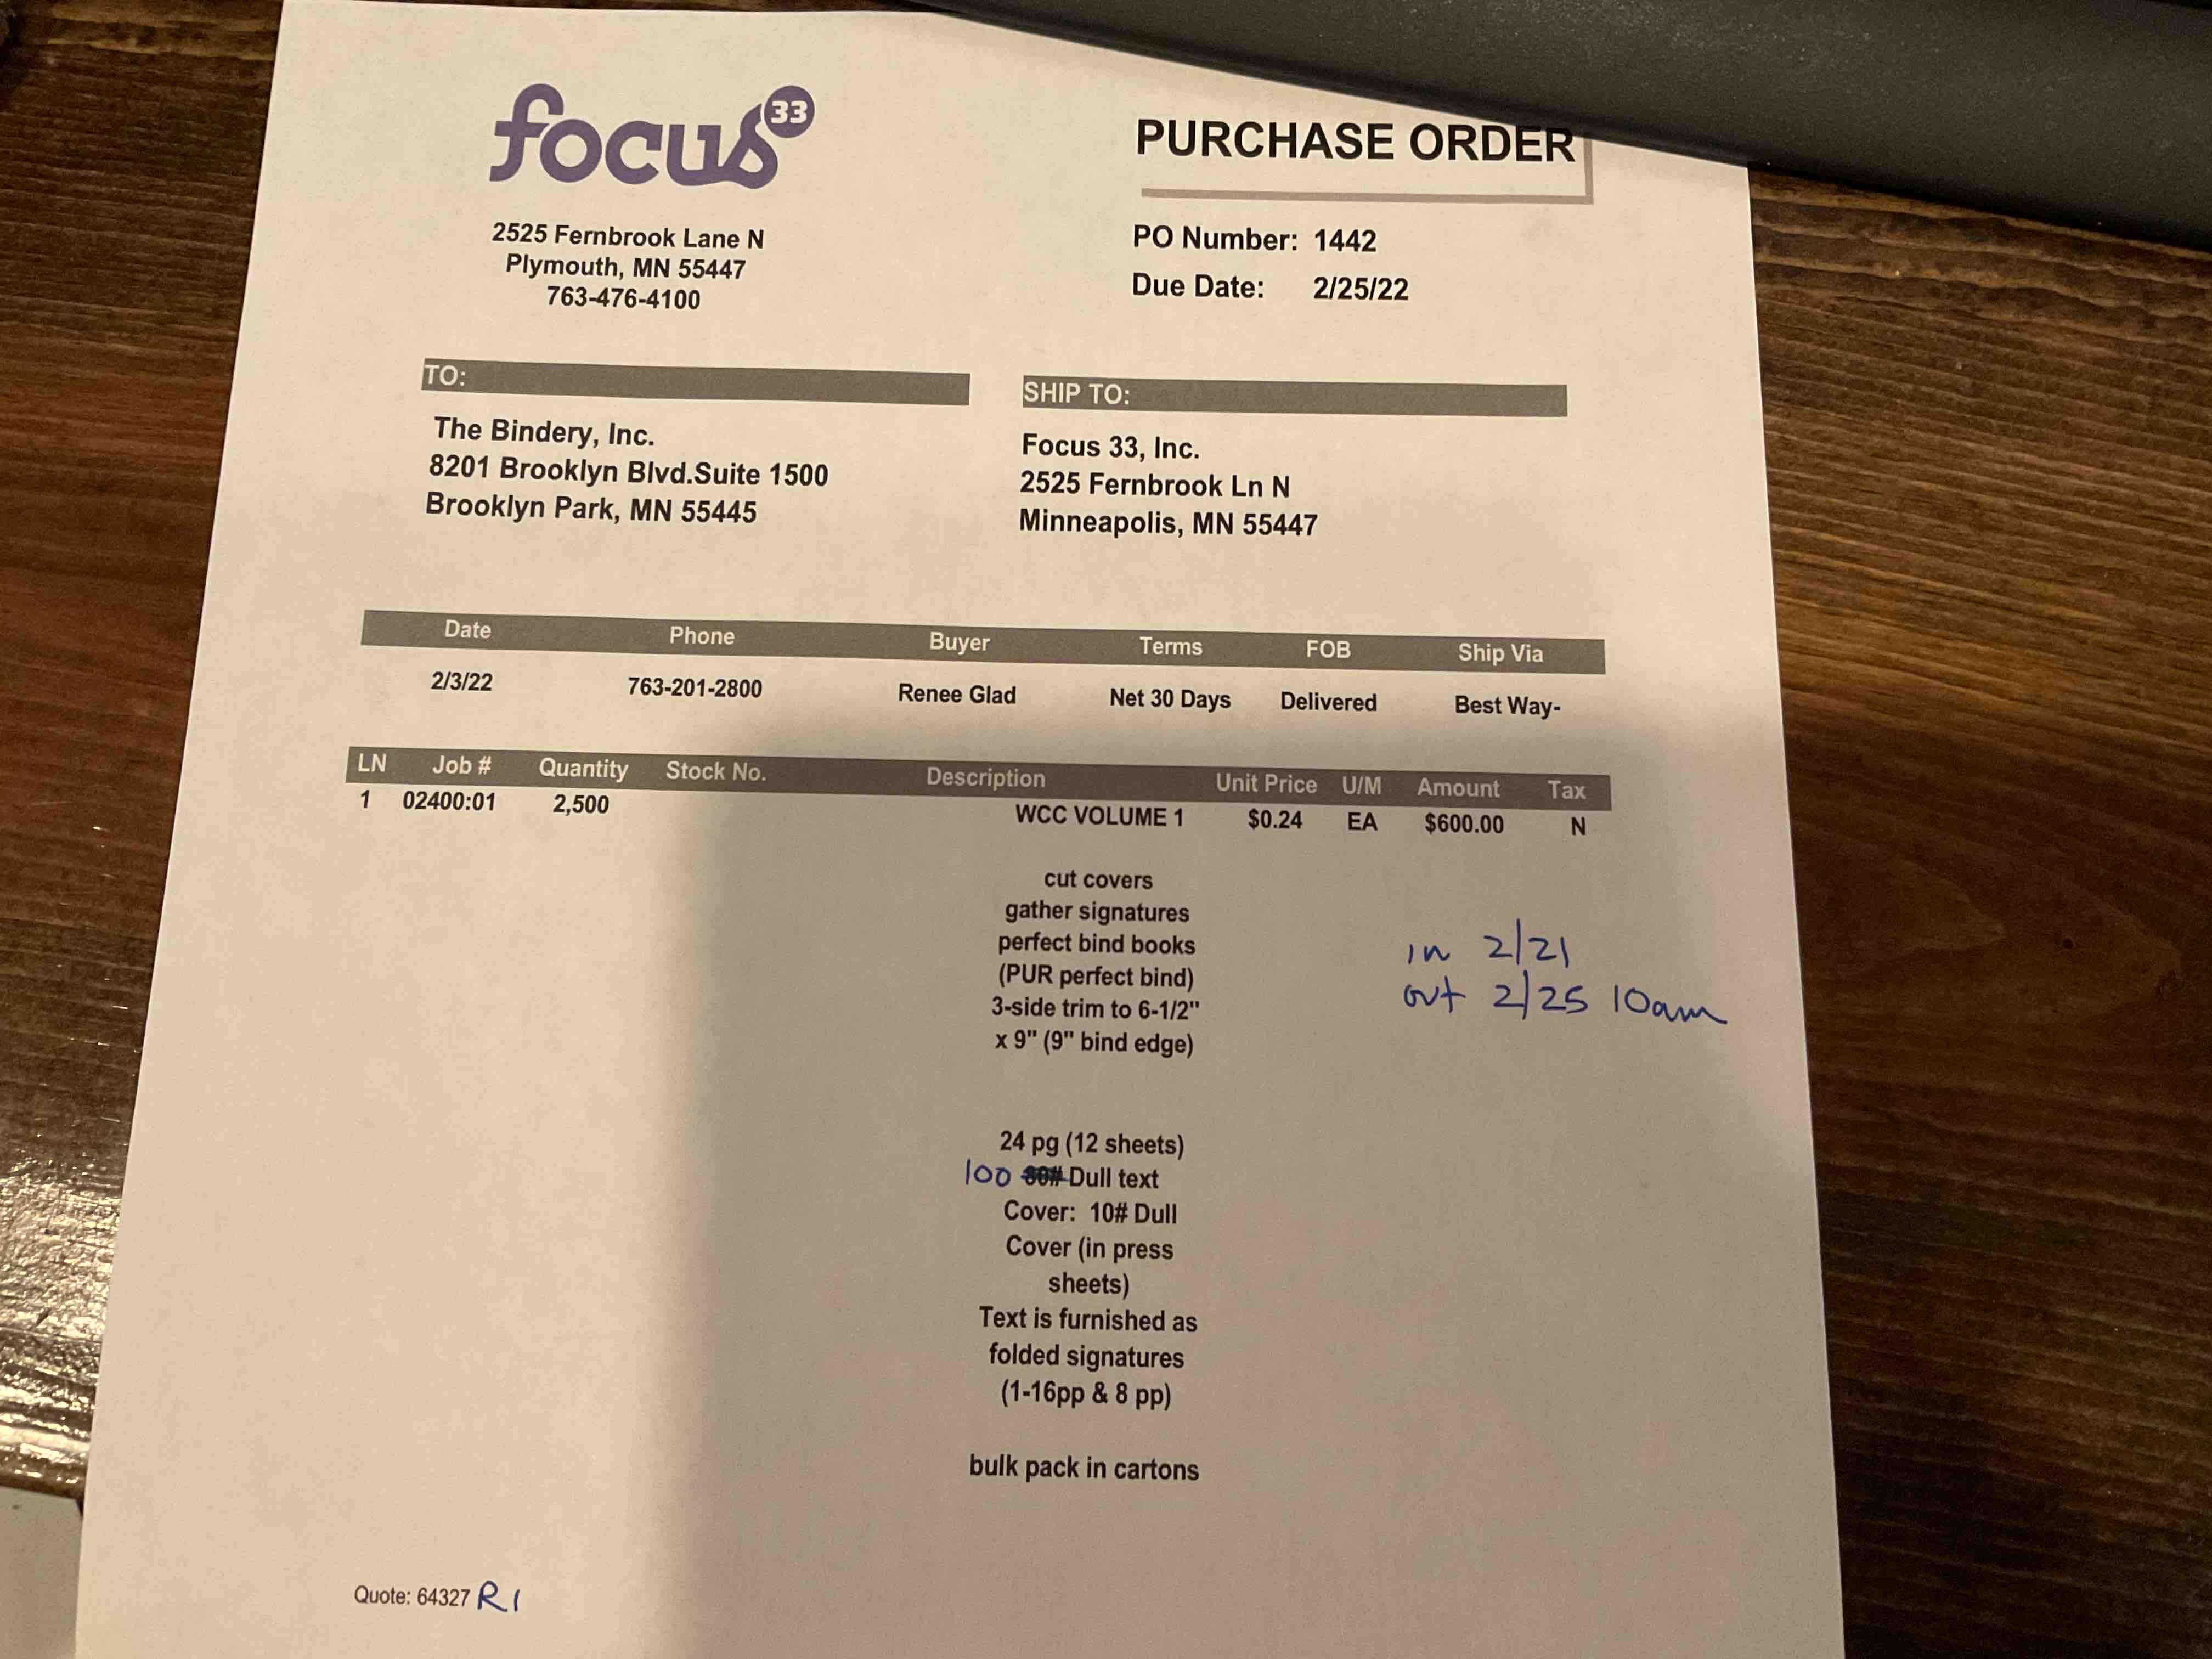 focus 33
PURCHASE ORDER
2525 Fernbrook Lane N
Plymouth, MN 55447
763-476-4100
PO Number: 1442
Due Date: 2/25/22
TO:
The Bindery, Inc.
8201 Brooklyn Blvd.Suite 1500
Brooklyn Park, MN 55445
SHIP TO:
Focus 33, Inc.
2525 Fernbrook Ln N
Minneapolis, MN 55447
Date Phone Buyer Terms FOB Ship Via
2/3/22 763-201-2800 Renee Glad Net 30 Days Delivered Best Way-
LN Job # Quantity Stock No. Description Unit Price U/M Amount Tax
1 02400:01 2,500 WCC VOLUME 1 $0.24 EA $600.00 N
cut covers
gather signatures
perfect bind books
(PUR perfect bind)
3-side trim to 6-1/2"
x 9" (9" bind edge)
in 2/21
out 2/25 10am
24 pg (12 sheets)
100 Dull text
Cover: 10# Dull
Cover (in press
sheets)
Text is furnished as
folded signatures
(1-16pp & 8 pp)
bulk pack in cartons
Quote: 64327 R1